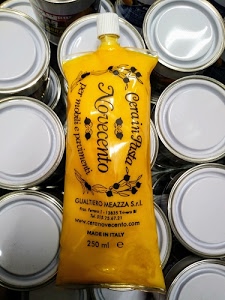 Cera in Pasta
Novecento
per mobili e pavimenti
GUALTIERO MEAZZA S.r.l.
www.ceranovecento.com
MADE IN ITALY
250 ml e